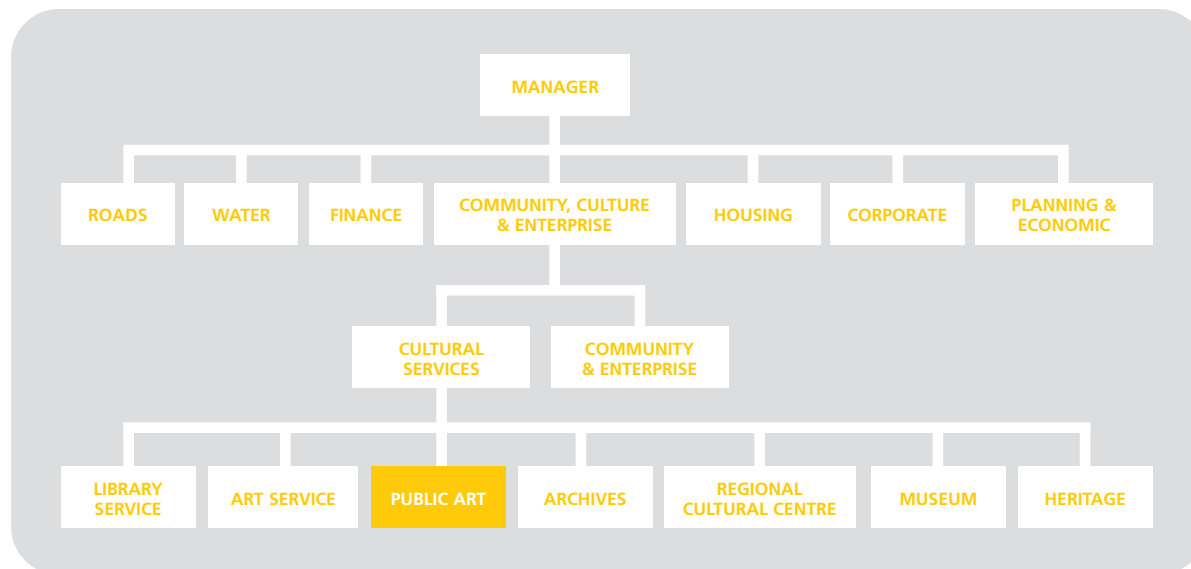 MANAGER
ROADS
WATER
FINANCE
COMMUNITY, CULTURE
& ENTERPRISE
HOUSING
CORPORATE
PLANNING &
ECONOMIC
CULTURAL
SERVICES
COMMUNITY
& ENTERPRISE
LIBRARY
SERVICE
ART SERVICE
PUBLIC ART
ARCHIVES
REGIONAL
CULTURAL CENTRE
MUSEUM
HERITAGE